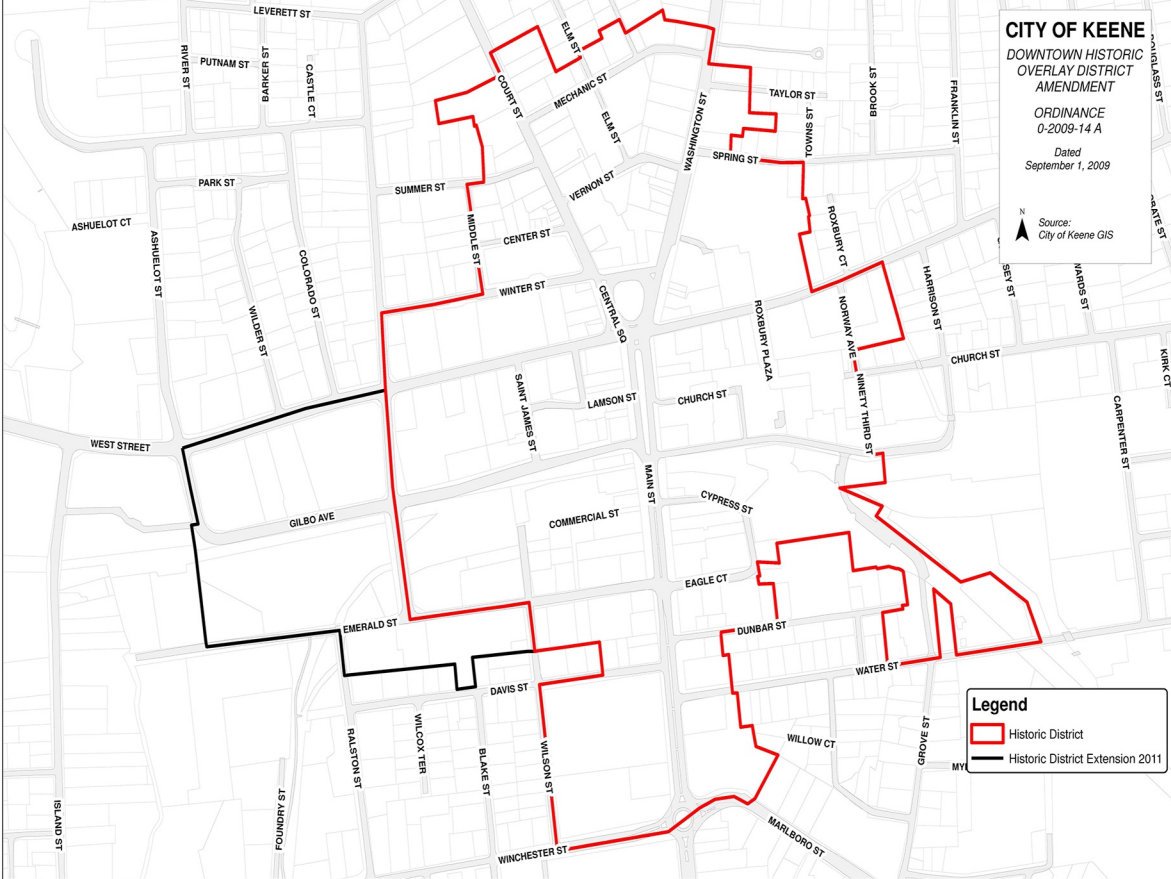 CITY OF KEENE
DOWNTOWN HISTORIC
OVERLAY DISTRICT
AMENDMENT
ORDINANCE
0-2009-14 A
Dated
September 1, 2009
N
Source:
City of Keene GIS
LEVERETT ST
RIVER ST
PUTNAM ST
BARKER ST
CASTLE CT
ELM ST
COURT ST
MECHANIC ST
ELM ST
WASHINGTON ST
TAYLOR ST
TOWNS ST
BROOK ST
FRANKLIN ST
SPRING ST
PARK ST
SUMMER ST
VERNON ST
ASHUELOT CT
ASHUELOT ST
COLORADO ST
WILDER ST
MIDDLE ST
CENTER ST
WINTER ST
CENTRAL SQ
ROXBURY CT
ROXBURY PLAZA
NORWAY AVE
HARRISON ST
CHURCH ST
KIRK CT
CARPENTER ST
SAINT JAMES ST
LAMSON ST
CHURCH ST
NINETY THIRD ST
WEST STREET
MAIN ST
GILBO AVE
COMMERCIAL ST
CYPRESS ST
EAGLE CT
EMERALD ST
DUNBAR ST
WATER ST
DAVIS ST
RALSTON ST
WILCOX TER
BLAKE ST
WILSON ST
WILLOW CT
GROVE ST
ISLAND ST
FOUNDRY ST
WINCHESTER ST
MARLBORO ST
Legend
Historic District
Historic District Extension 2011